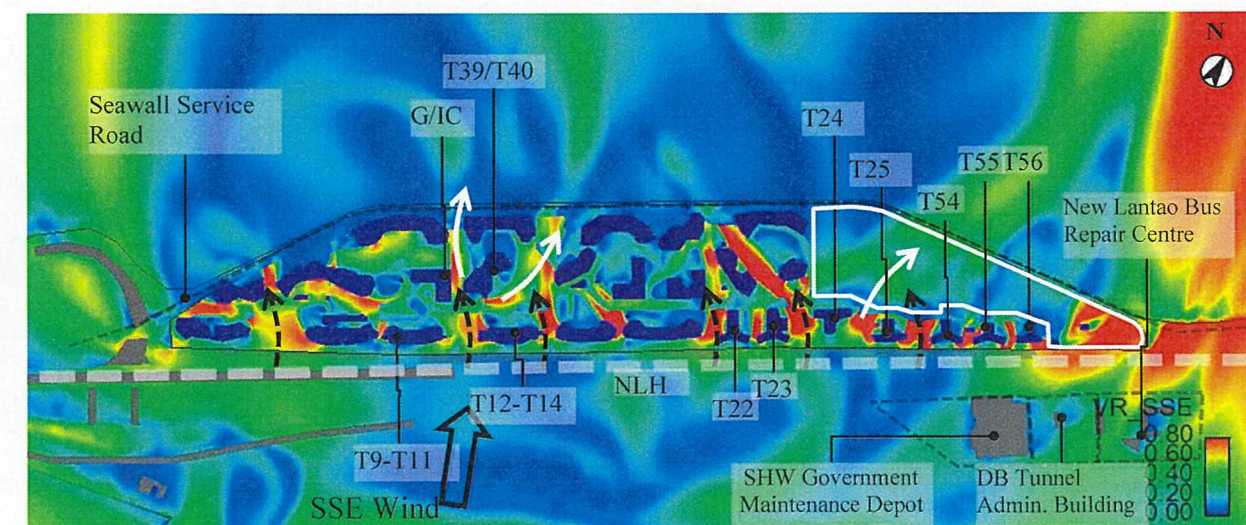 N
T39/T40
Seawall Service
Road
G/IC
T24
T25
T55
T56
T54
New Lantao Bus
Repair Centre
NLH
T22
T23
T12-T14
T9-T11
SSE Wind
SHW Government
Maintenance Depot
DB Tunnel
Admin. Building
VR_SSE
0.80
0.60
0.40
0.20
0.00